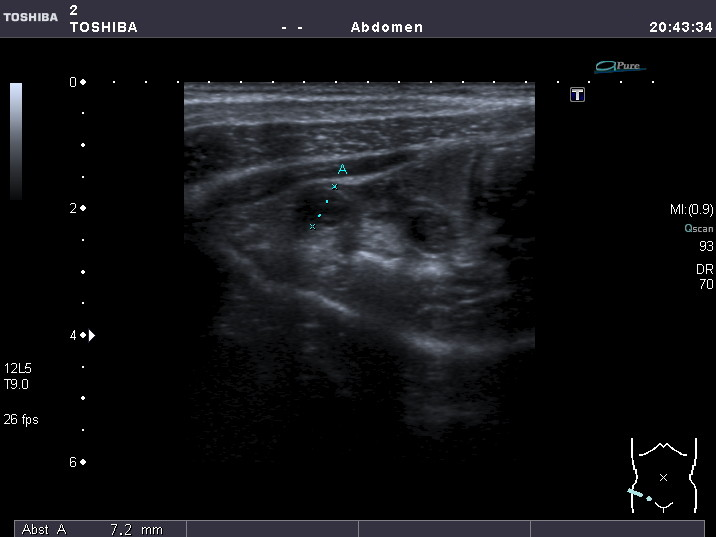 TOSHIBA
2
TOSHIBA - - Abdomen 20:43:34
APure
T
0
A
2
MI:(0.9)
Qscan
93
DR
70
4
12L5
T9.0
26 fps
6
Abst A 7.2 mm